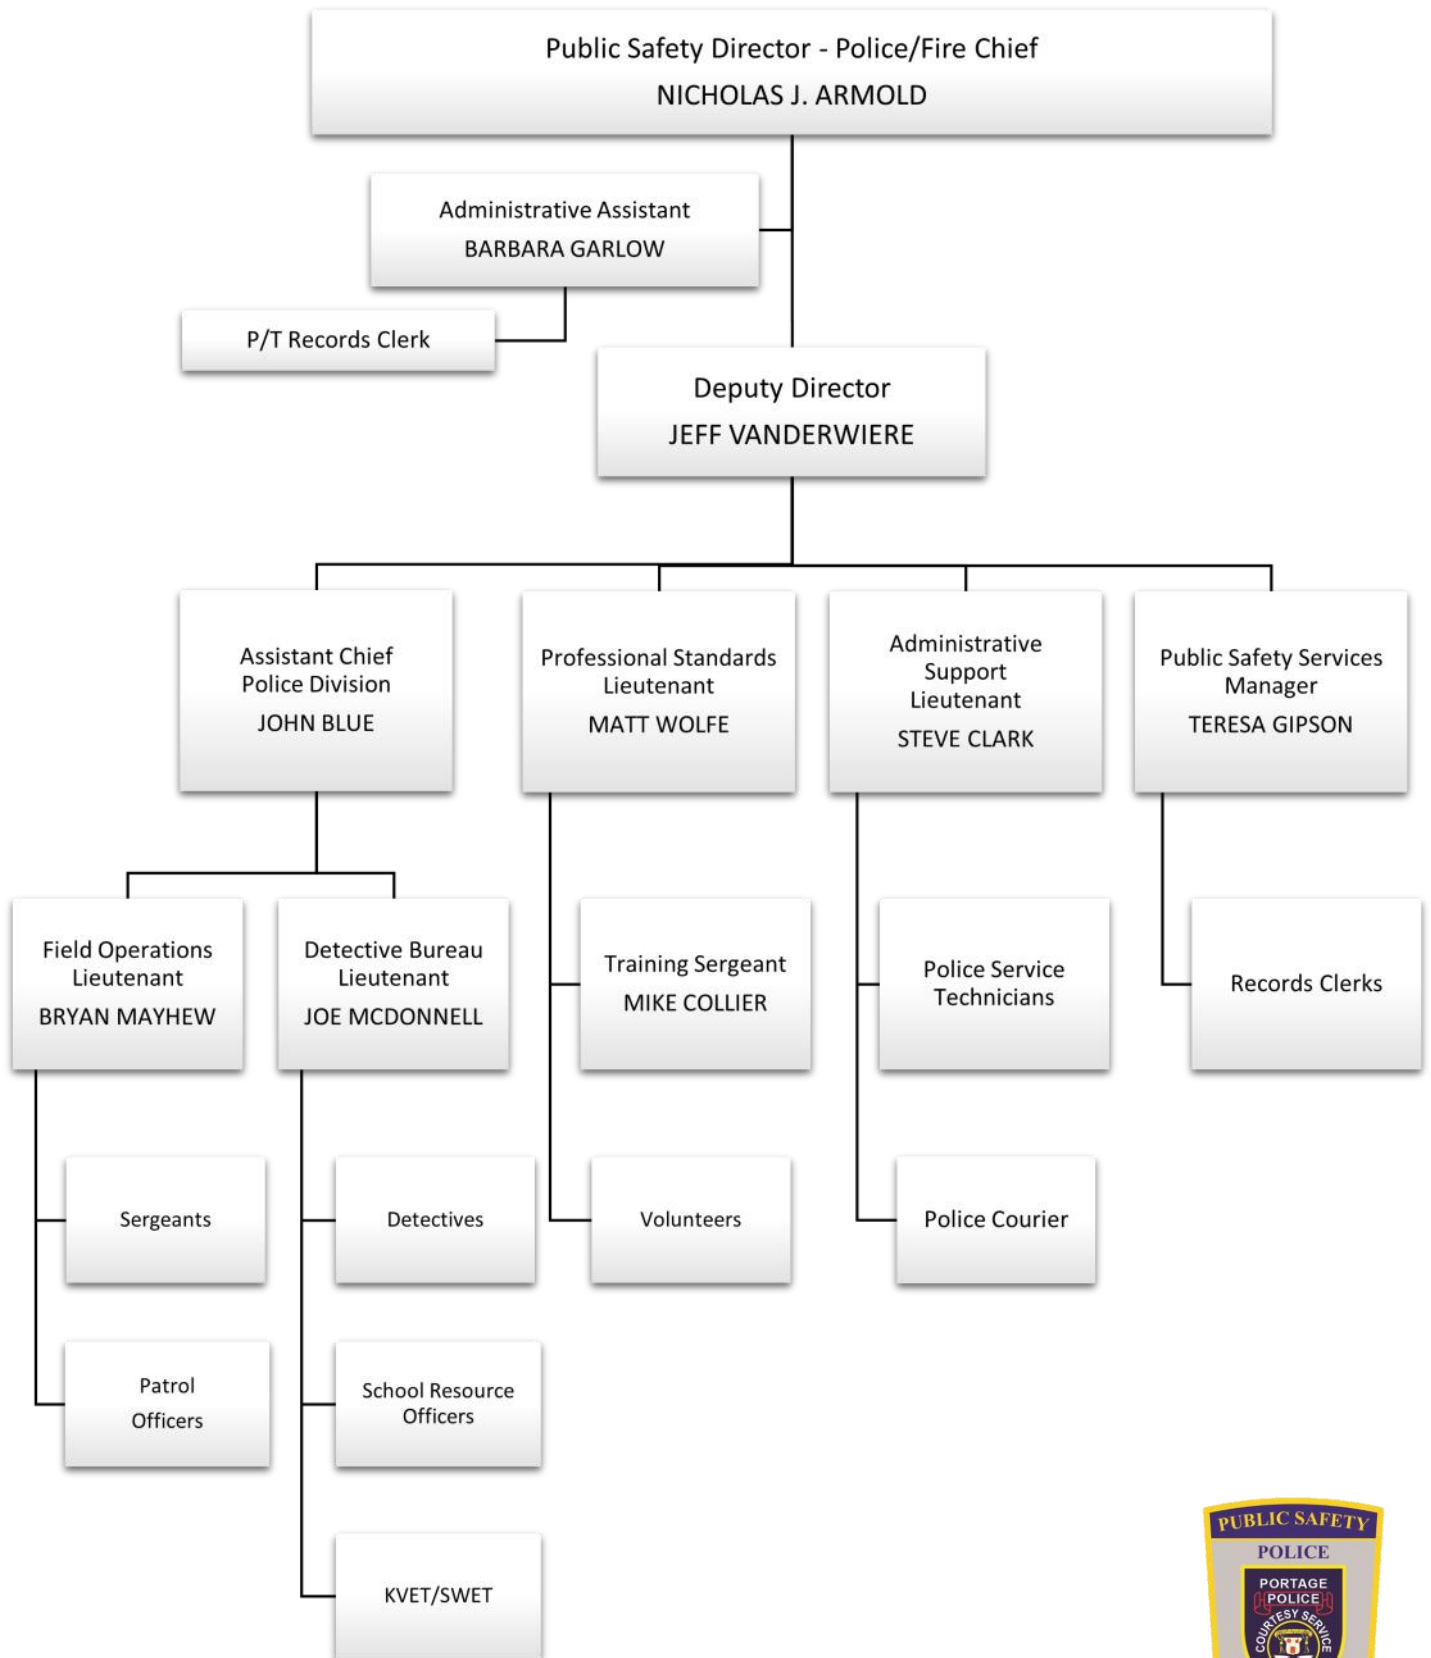 Public Safety Director - Police/Fire Chief
NICHOLAS J. ARMOLD
Administrative Assistant
BARBARA GARLOW
P/T Records Clerk
Deputy Director
JEFF VANDERWIERE
Assistant Chief
Police Division
JOHN BLUE
Professional Standards
Lieutenant
MATT WOLFE
Administrative
Support
Lieutenant
STEVE CLARK
Public Safety Services
Manager
TERESA GIPSON
Field Operations
Lieutenant
BRYAN MAYHEW
Detective Bureau
Lieutenant
JOE MCDONNELL
Training Sergeant
MIKE COLLIER
Police Service
Technicians
Records Clerks
Sergeants
Detectives
Volunteers
Police Courier
Patrol
Officers
School Resource
Officers
KVET/SWET
PUBLIC SAFETY
POLICE
PORTAGE
POLICE
COURTESY SERVICE